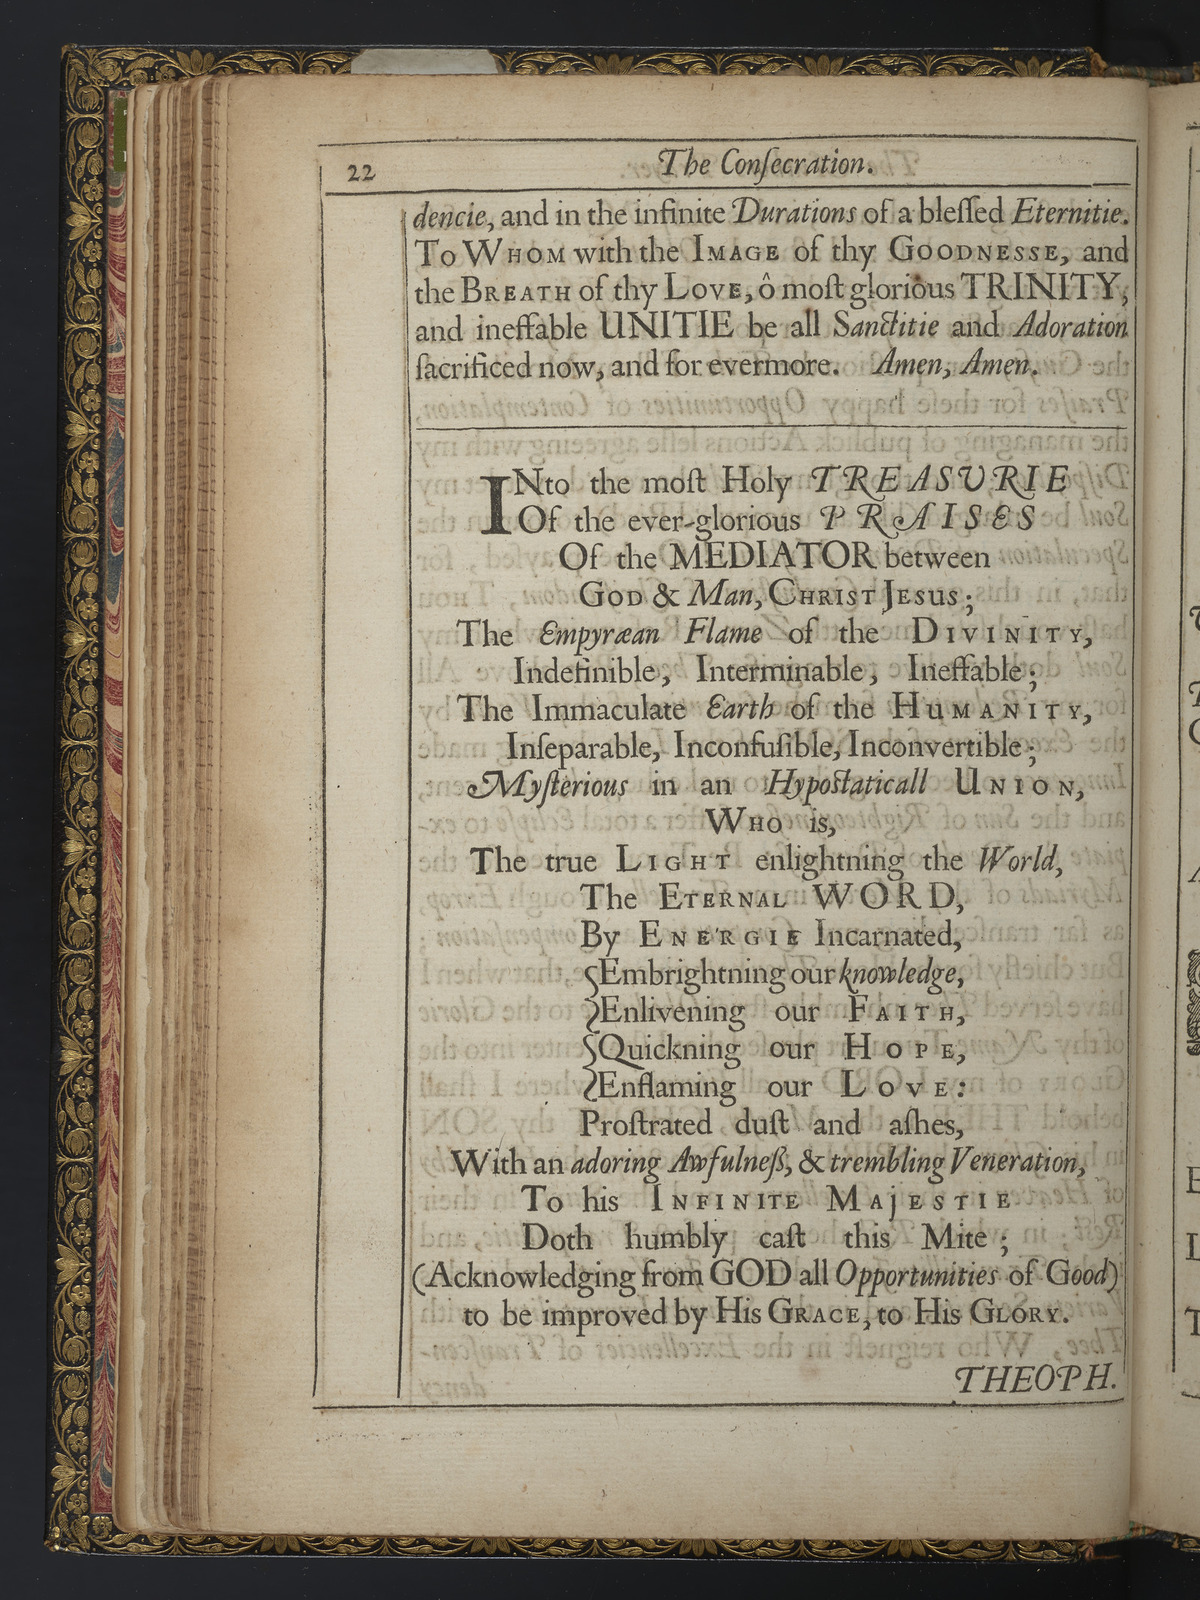 22
The Conſecration.
dencie, and in the infinite Durations of a bleſſed Eternitie.
To WHOM with the IMAGE of thy GOODNESSE, and
the BREATH of thy LOVE, ô moſt glorious TRINITY,
and ineffable UNITIE be all Sanctitie and Adoration
ſacrificed now, and for evermore. Amen, Amen.
INto the moſt Holy TREASVRIE
Of the ever-glorious PRAISES
Of the MEDIATOR between
GOD & Man, CHRIST JESUS;
The Empyræan Flame of the DIVINITY,
Indefinible, Interminable, Ineffable;
The Immaculate Earth of the HUMANITY,
Inſeparable, Inconfuſible, Inconvertible;
Myſterious in an Hypoſtaticall UNION,
WHO is,
The true LIGHT enlightning the World,
The ETERNAL WORD,
By ENERGIE Incarnated,
Embrightning our knowledge,
Enlivening our FAITH,
Quickning our HOPE,
Enflaming our LOVE:
Proſtrated duſt and aſhes,
With an adoring Awfulneß, & trembling Veneration,
To his INFINITE MAJESTIE
Doth humbly caſt this Mite;
(Acknowledging from GOD all Opportunities of Good)
to be improved by His GRACE, to His GLORY.
THEOPH.